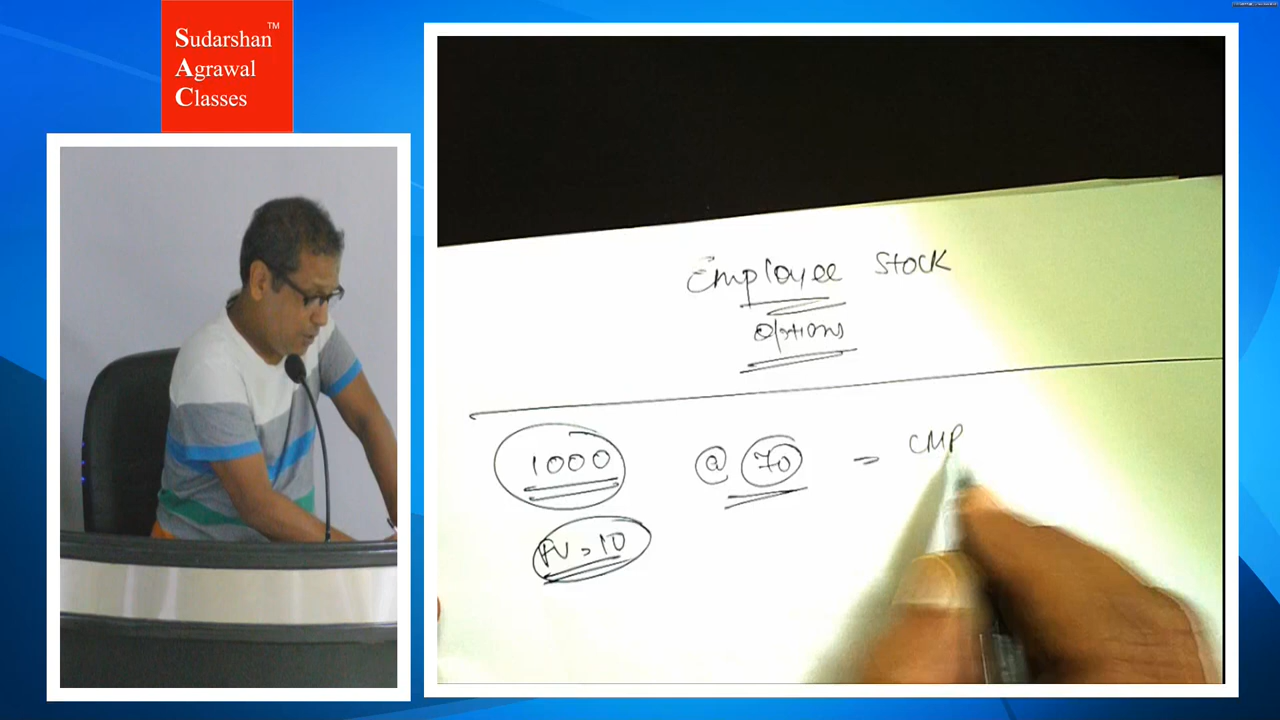 Sudarshan™
Agrawal
Classes
Employee Stock
Options
1000 @ 70 = CMP
FV = 10